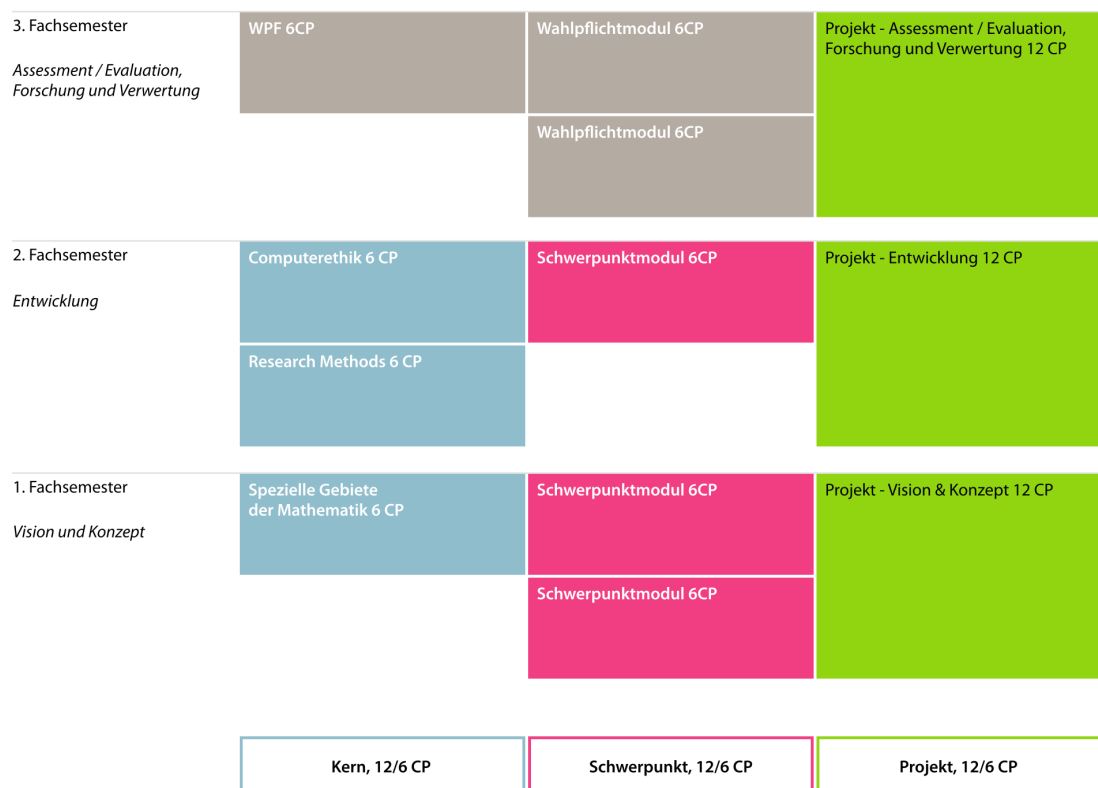 3. Fachsemester
Assessment / Evaluation,
Forschung und Verwertung
WPF 6CP
Wahlpflichtmodul 6CP
Wahlpflichtmodul 6CP
Projekt - Assessment / Evaluation,
Forschung und Verwertung 12 CP
2. Fachsemester
Entwicklung
Computerethik 6 CP
Research Methods 6 CP
Schwerpunktmodul 6CP
Projekt - Entwicklung 12 CP
1. Fachsemester
Vision und Konzept
Spezielle Gebiete
der Mathematik 6 CP
Schwerpunktmodul 6CP
Schwerpunktmodul 6CP
Projekt - Vision & Konzept 12 CP
Kern, 12/6 CP
Schwerpunkt, 12/6 CP
Projekt, 12/6 CP